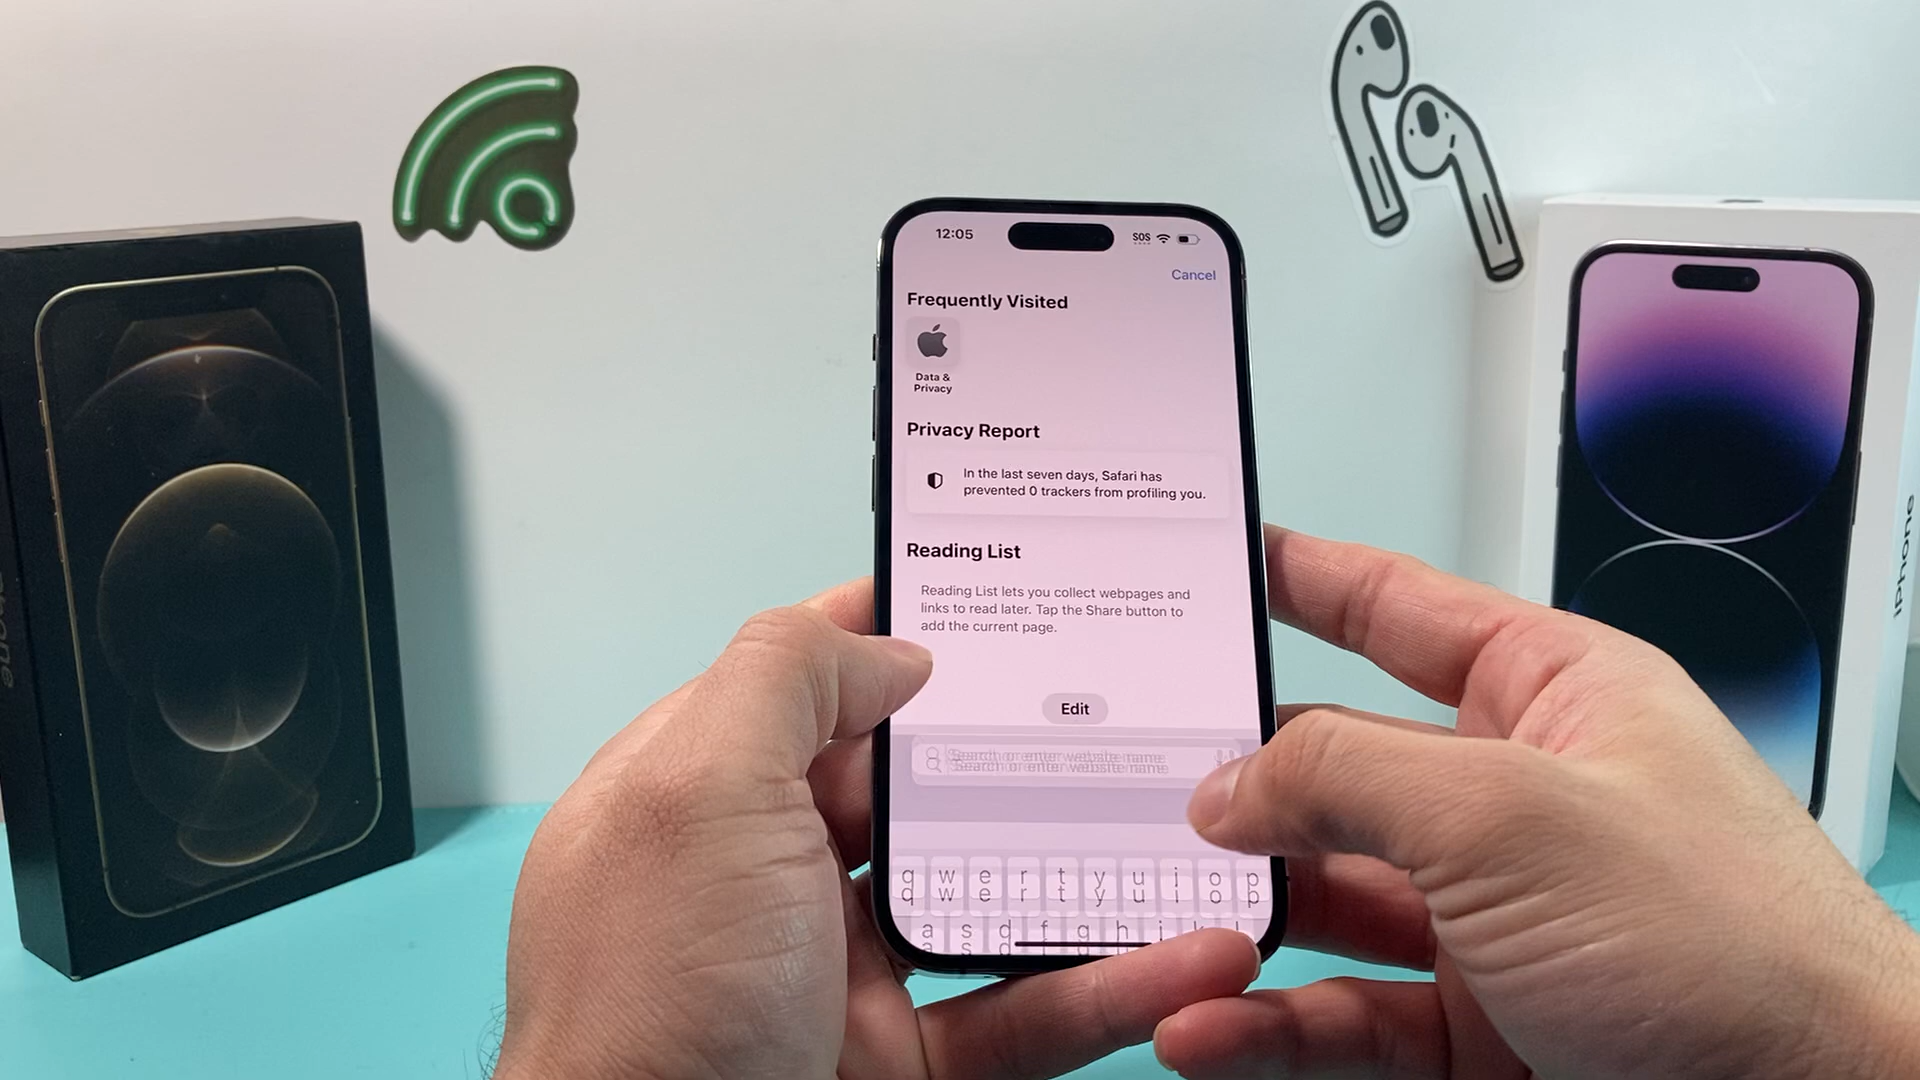 12:05
SOS
Cancel
Frequently Visited
Data &
Privacy
Privacy Report
In the last seven days, Safari has
prevented 0 trackers from profiling you.
Reading List
Reading List lets you collect webpages and
links to read later. Tap the Share button to
add the current page.
Edit
Search or enter website name
q w e r t y u i o p
a s d f g h j k l
iPhone